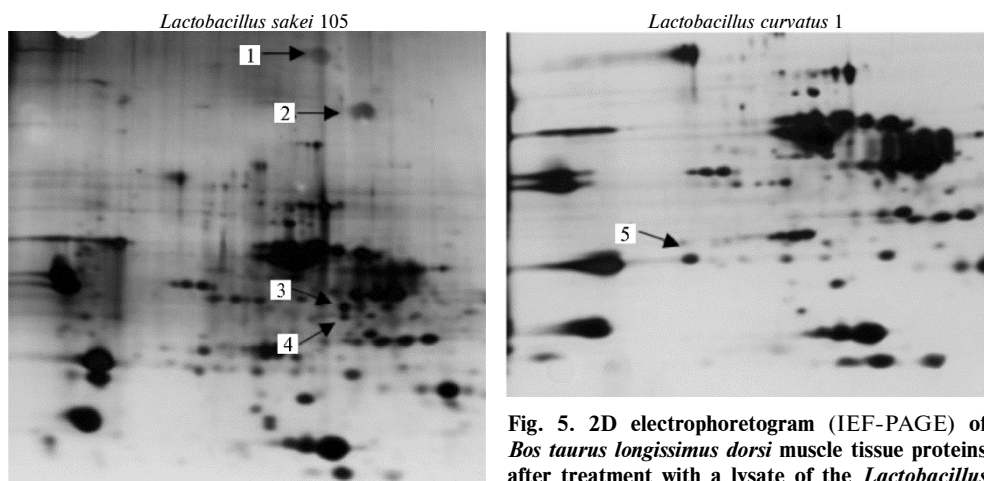 Lactobacillus sakei 105
Lactobacillus curvatus 1
1
2
3
4
5
Fig. 5. 2D electrophoretogram (IEF-PAGE) of
Bos taurus longissimus dorsi muscle tissue proteins
after treatment with a lysate of the Lactobacillus